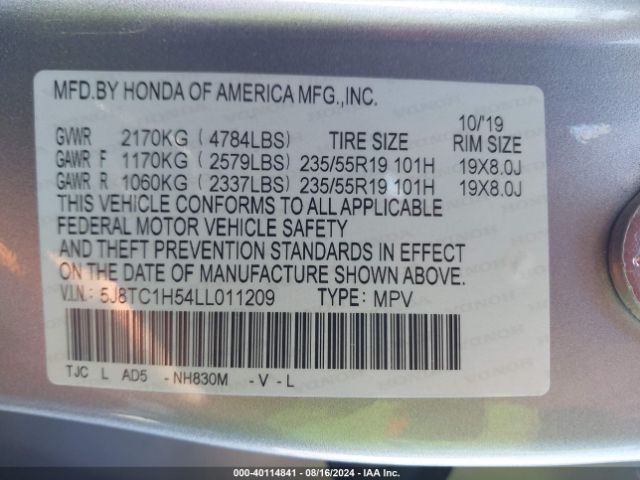 MFD.BY HONDA OF AMERICA MFG.,INC.
10/'19
GVWR 2170KG ( 4784LBS) TIRE SIZE RIM SIZE
GAWR F 1170KG ( 2579LBS) 235/55R19 101H 19X8.0J
GAWR R 1060KG ( 2337LBS) 235/55R19 101H 19X8.0J
THIS VEHICLE CONFORMS TO ALL APPLICABLE
FEDERAL MOTOR VEHICLE SAFETY
AND THEFT PREVENTION STANDARDS IN EFFECT
ON THE DATE OF MANUFACTURE SHOWN ABOVE.
V.I.N.: 5J8TC1H54LL011209 TYPE: MPV
TJC L AD5 -NH830M -V-L
000-40114841 - 08/16/2024 - IAA Inc.